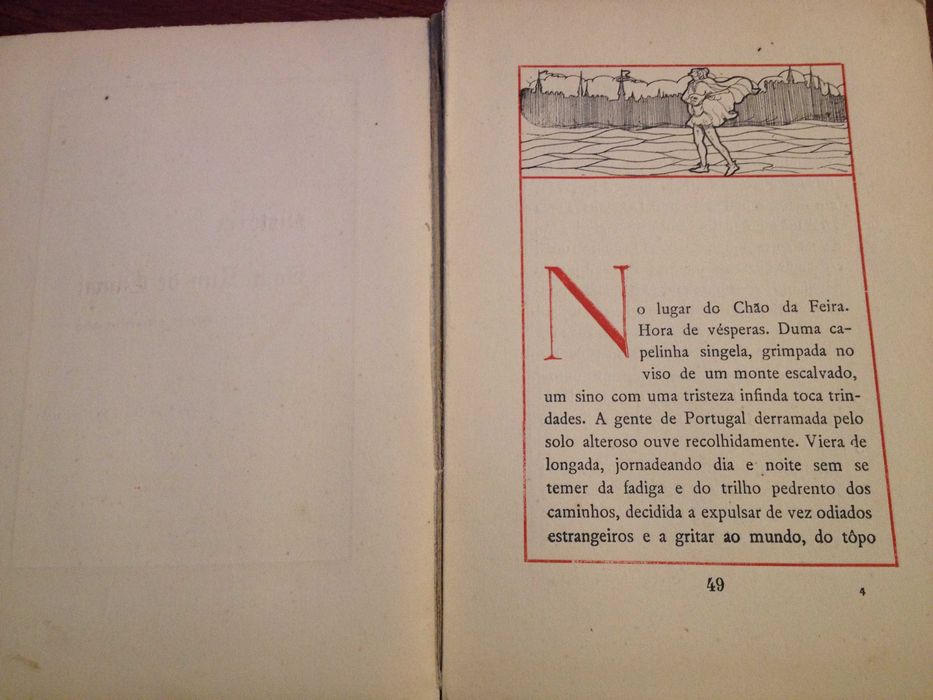 No lugar do Chão da Feira.
Hora de vésperas. Duma ca-
pelinha singela, grimpada no
viso de um monte escalvado,
um sino com uma tristeza infinda toca trin-
dades. A gente de Portugal derramada pelo
solo alteroso ouve recolhidamente. Viera de
longada, jornadeando dia e noite sem se
temer da fadiga e do trilho pedrento dos
caminhos, decidida a expulsar de vez odiados
estrangeiros e a gritar ao mundo, do tôpo
49
4